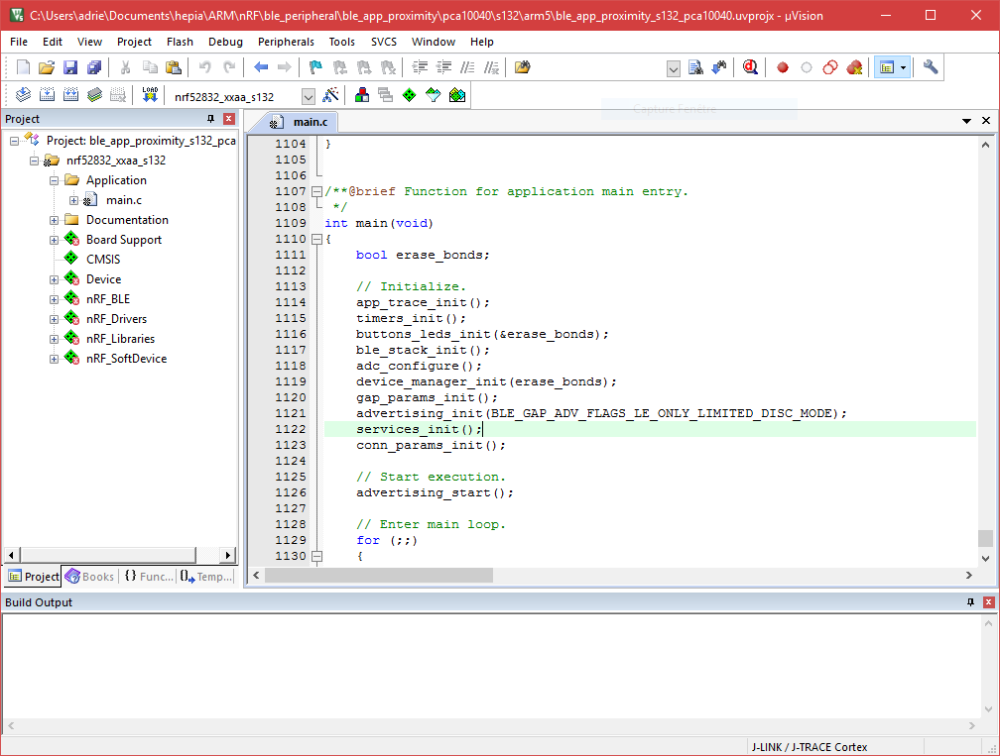 C:\Users\adrie\Documents\hepia\ARM\nRF\ble_peripheral\ble_app_proximity\pca10040\s132\arm5\ble_app_proximity_s132_pca10040.uvprojx - µVision
File Edit View Project Flash Debug Peripherals Tools SVCS Window Help
LOAD
nrf52832_xxaa_s132
Capture Fenêtre
Project
main.c
Project: ble_app_proximity_s132_pca
nrf52832_xxaa_s132
Application
main.c
Documentation
Board Support
CMSIS
Device
nRF_BLE
nRF_Drivers
nRF_Libraries
nRF_SoftDevice
Project Books {} Func... {} Temp...
1104 }
1105
1106
1107 /**@brief Function for application main entry.
1108 */
1109 int main(void)
1110 {
1111 bool erase_bonds;
1112
1113 // Initialize.
1114 app_trace_init();
1115 timers_init();
1116 buttons_leds_init(&erase_bonds);
1117 ble_stack_init();
1118 adc_configure();
1119 device_manager_init(erase_bonds);
1120 gap_params_init();
1121 advertising_init(BLE_GAP_ADV_FLAGS_LE_ONLY_LIMITED_DISC_MODE);
1122 services_init();
1123 conn_params_init();
1124
1125 // Start execution.
1126 advertising_start();
1127
1128 // Enter main loop.
1129 for (;;)
1130 {
Build Output
J-LINK / J-TRACE Cortex